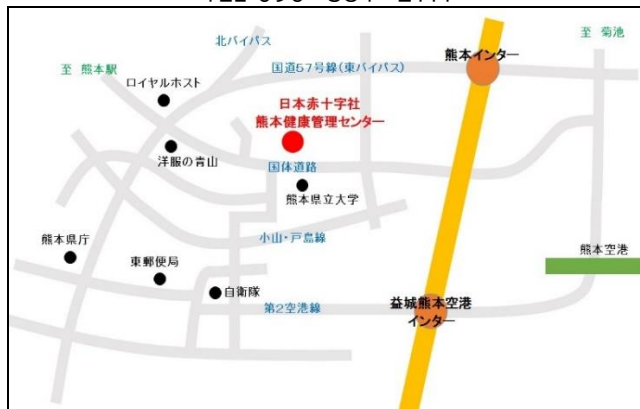 至 菊池
北バイパス
熊本インター
国道57号線(東バイパス)
至 熊本駅
ロイヤルホスト
日本赤十字社
熊本健康管理センター
洋服の青山
国体道路
熊本県立大学
小山・戸島線
熊本県庁
熊本空港
東郵便局
自衛隊
第2空港線
益城熊本空港
インター